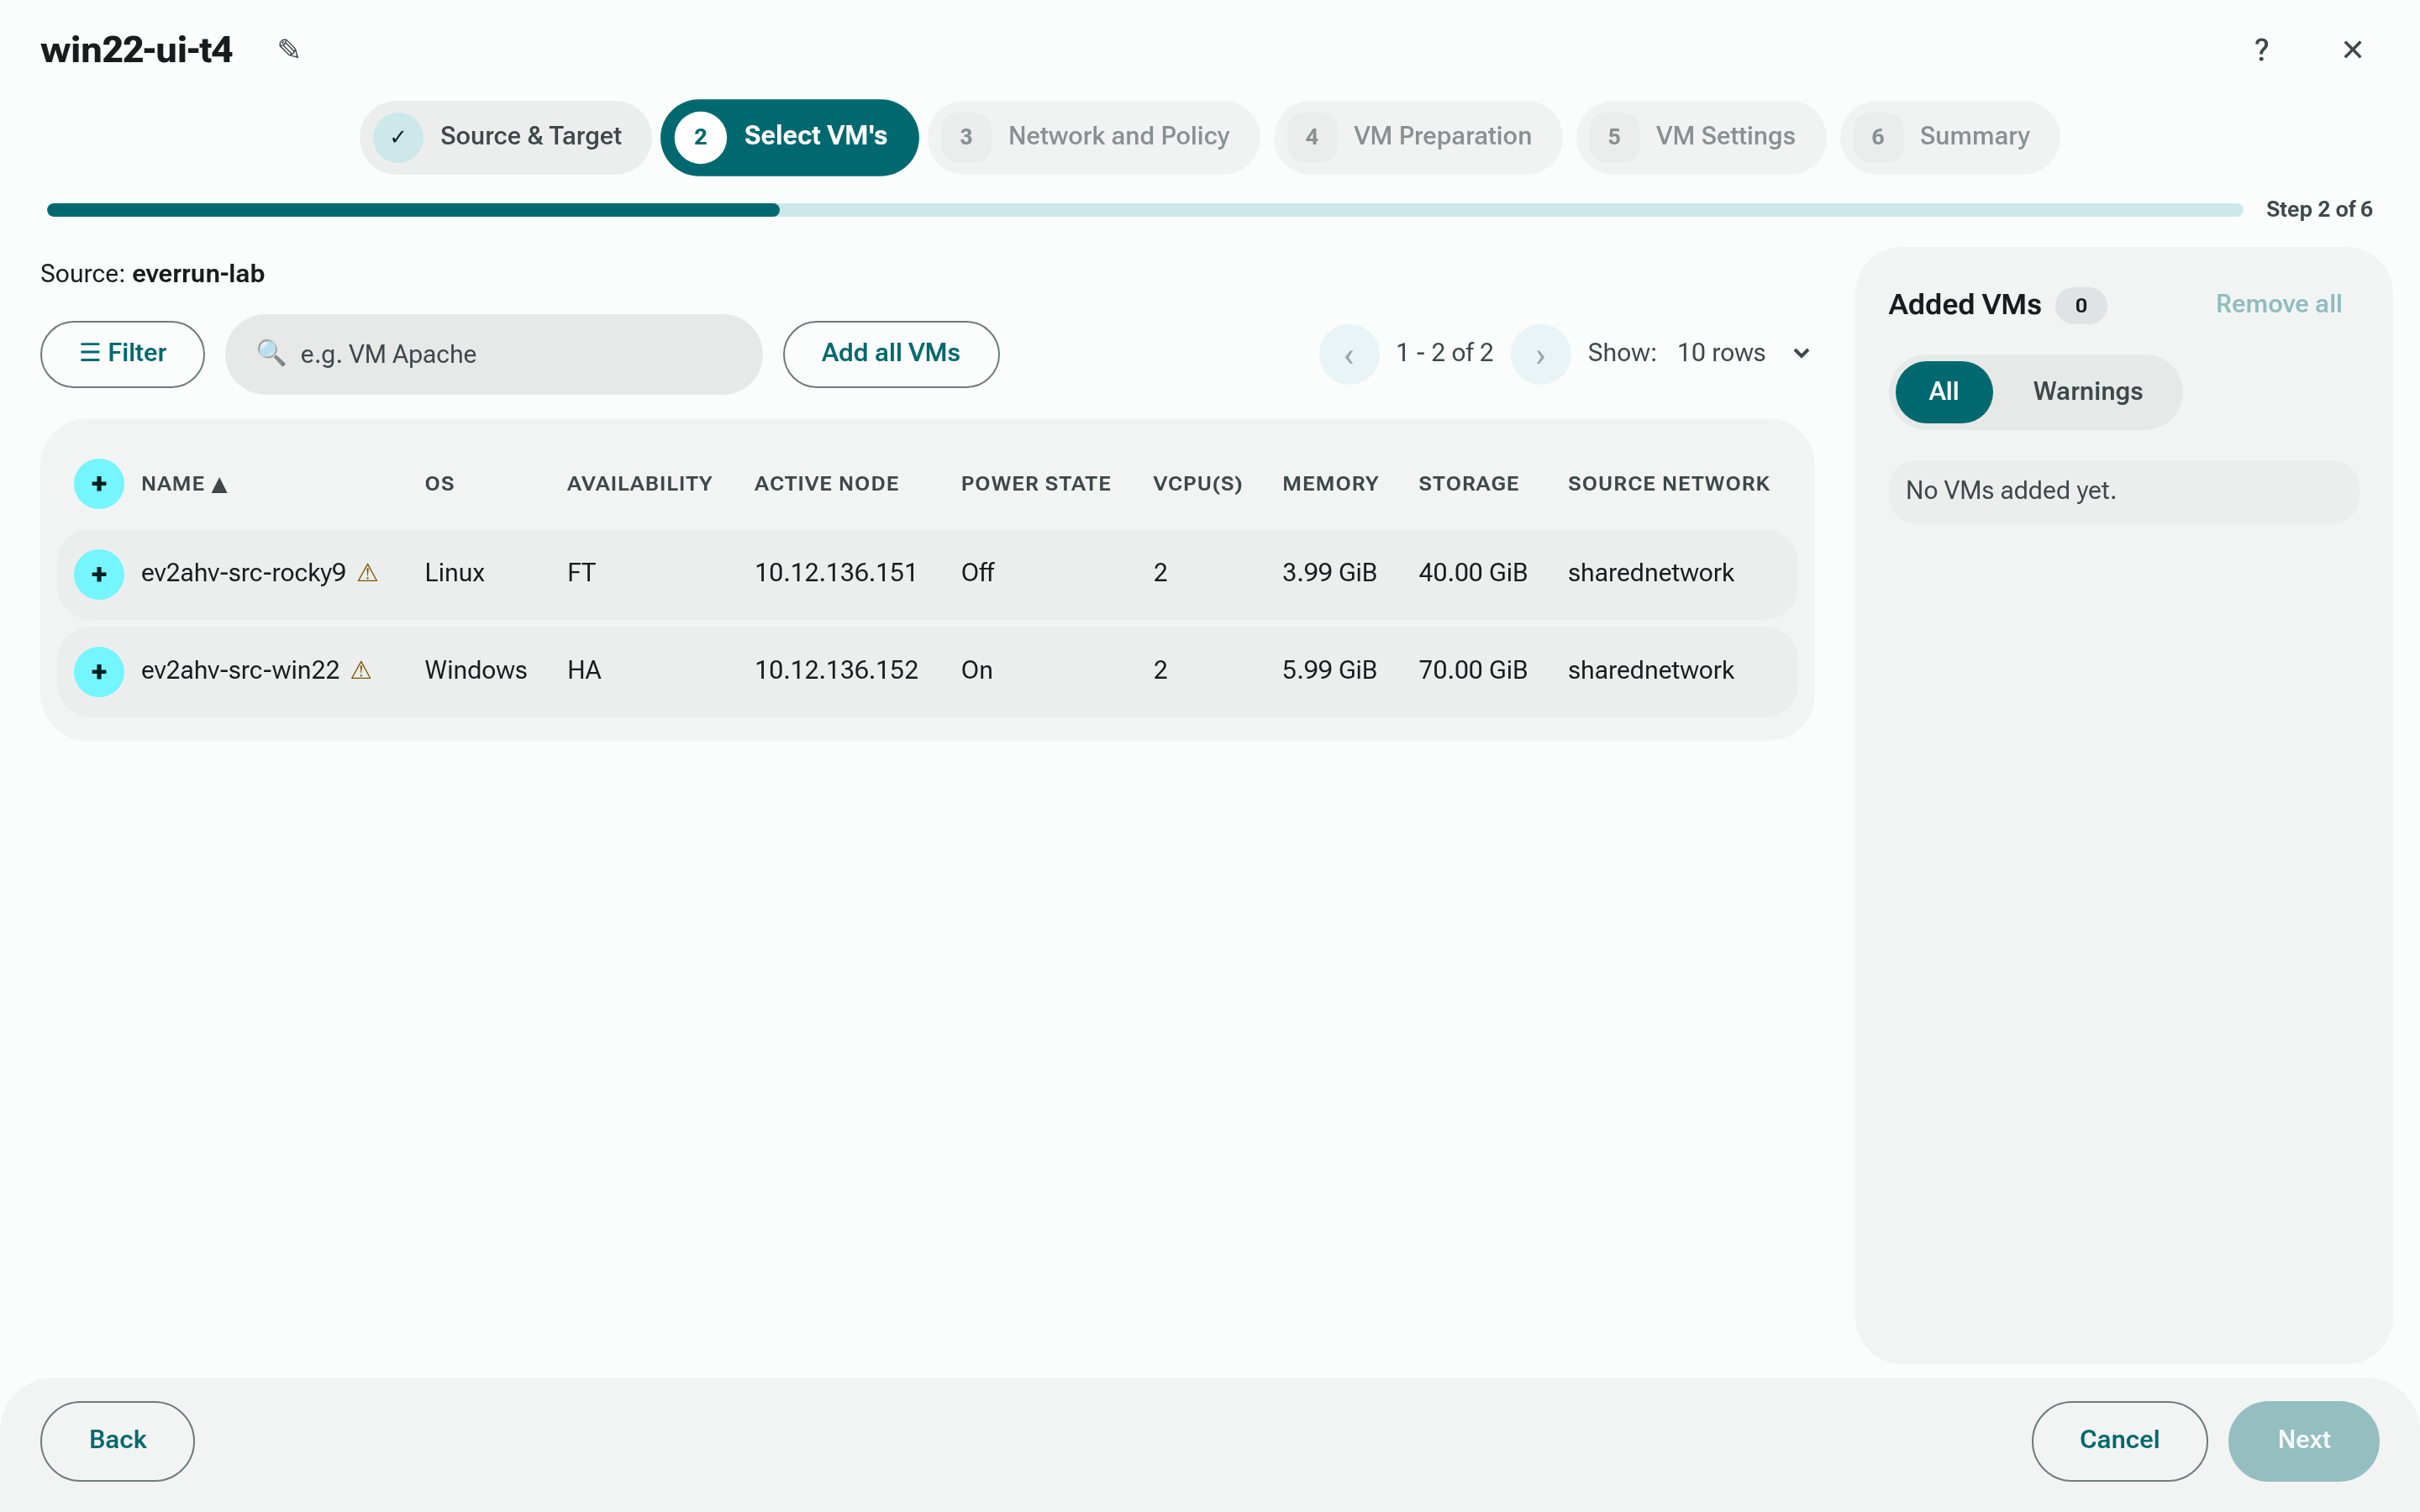 win22-ui-t4 ✎ ? ✕
✓ Source & Target 2 Select VM's 3 Network and Policy 4 VM Preparation 5 VM Settings 6 Summary
Step 2 of 6
Source: everrun-lab
☰ Filter 🔍 e.g. VM Apache Add all VMs ‹ 1 - 2 of 2 › Show: 10 rows
+ NAME ▲ OS AVAILABILITY ACTIVE NODE POWER STATE VCPU(S) MEMORY STORAGE SOURCE NETWORK
+ ev2ahv-src-rocky9 ⚠ Linux FT 10.12.136.151 Off 2 3.99 GiB 40.00 GiB sharednetwork
+ ev2ahv-src-win22 ⚠ Windows HA 10.12.136.152 On 2 5.99 GiB 70.00 GiB sharednetwork
Added VMs 0 Remove all
All Warnings
No VMs added yet.
Back Cancel Next